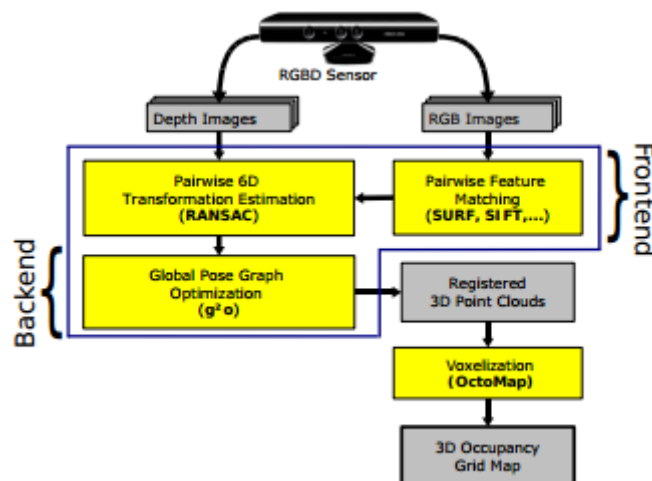 RGBD Sensor
Depth Images
RGB Images
Pairwise 6D
Transformation Estimation
(RANSAC)
Pairwise Feature
Matching
(SURF, SIFT,...)
Frontend
Backend
Global Pose Graph
Optimization
(g²o)
Registered
3D Point Clouds
Voxelization
(OctoMap)
3D Occupancy
Grid Map